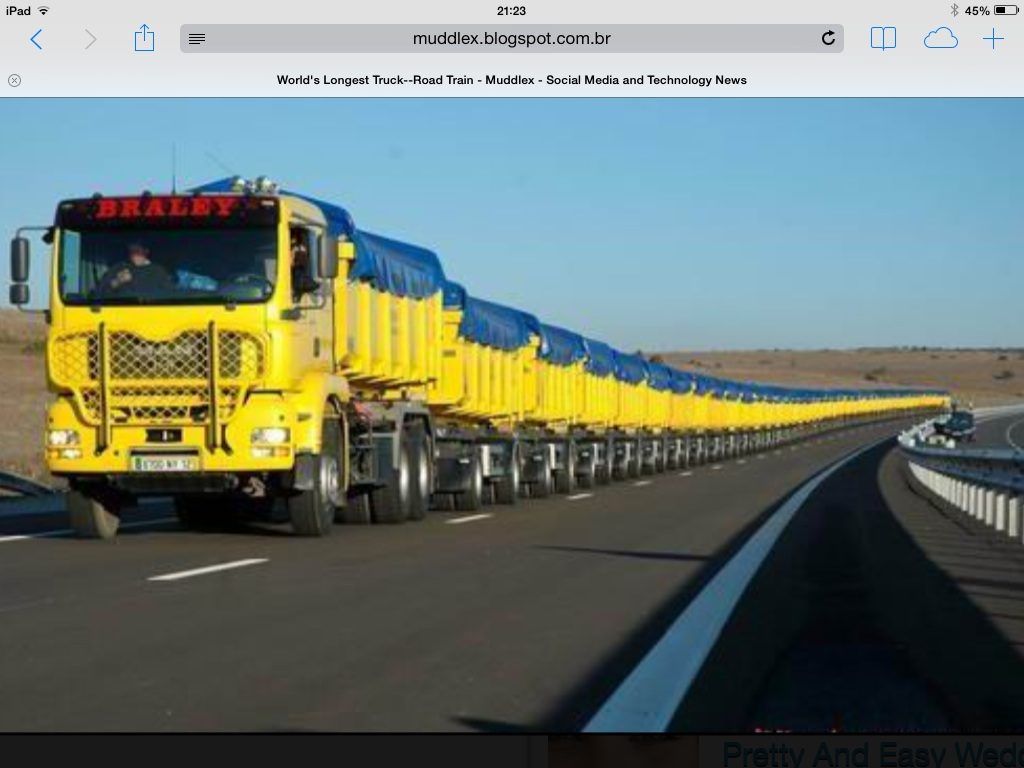 iPad
21:23
45%
muddlex.blogspot.com.br
World's Longest Truck--Road Train - Muddlex - Social Media and Technology News
BRALEY
Pretty And Easy Wedd